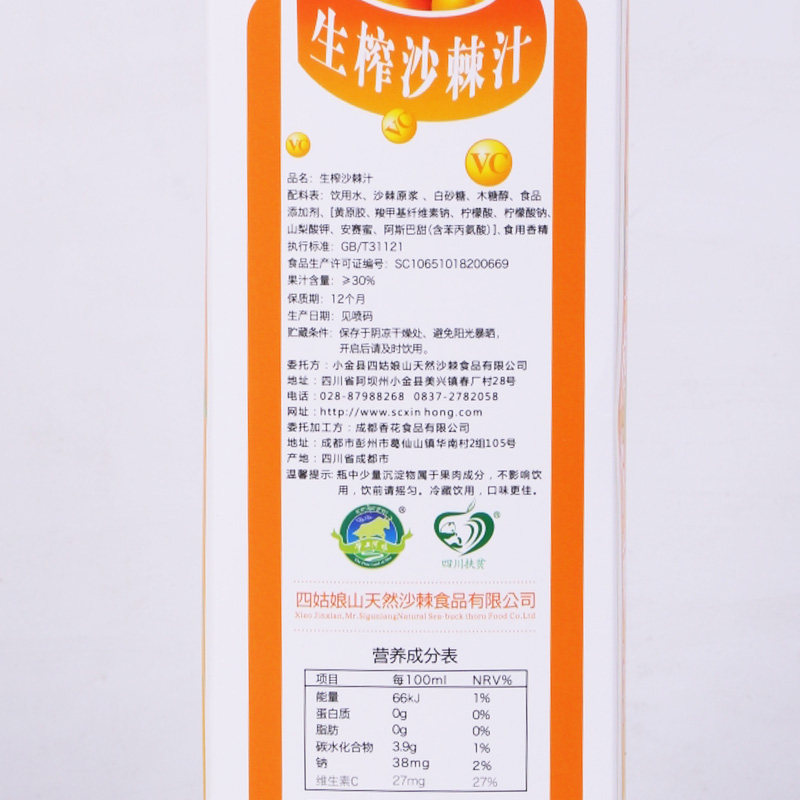 生榨沙棘汁
VC
VC
VC
品名：生榨沙棘汁
配料表：饮用水、沙棘原浆、白砂糖、木糖醇、食品
添加剂、[黄原胶、羧甲基纤维素钠、柠檬酸、柠檬酸钠、
山梨酸钾、安赛蜜、阿斯巴甜(含苯丙氨酸)]、食用香精
执行标准：GB/T31121
食品生产许可证编号：SC10651018200669
果汁含量：≥30%
保质期：12个月
生产日期：见喷码
贮藏条件：保存于阴凉干燥处、避免阳光暴晒，
开启后请及时饮用。
委托方：小金县四姑娘山天然沙棘食品有限公司
地址：四川省阿坝州小金县美兴镇春厂村28号
电话：028-87988268 0837-2782058
网址：http://www.scxinhong.com
委托加工方：成都香花食品有限公司
地址：成都市彭州市葛仙山镇华南村2组105号
产地：四川省成都市
温馨提示：瓶中少量沉淀物属于果肉成分，不影响饮
用，饮前请摇匀。冷藏饮用，口味更佳。
®
®
四川扶贫
四姑娘山天然沙棘食品有限公司
Xiao Jinxiao,Mr.SiguniangNatural Sea-buck thoru Food Co.Ltd
营养成分表
项目 每100ml NRV%
能量 66kJ 1%
蛋白质 0g 0%
脂肪 0g 0%
碳水化合物 3.9g 1%
钠 38mg 2%
维生素C 27mg 27%